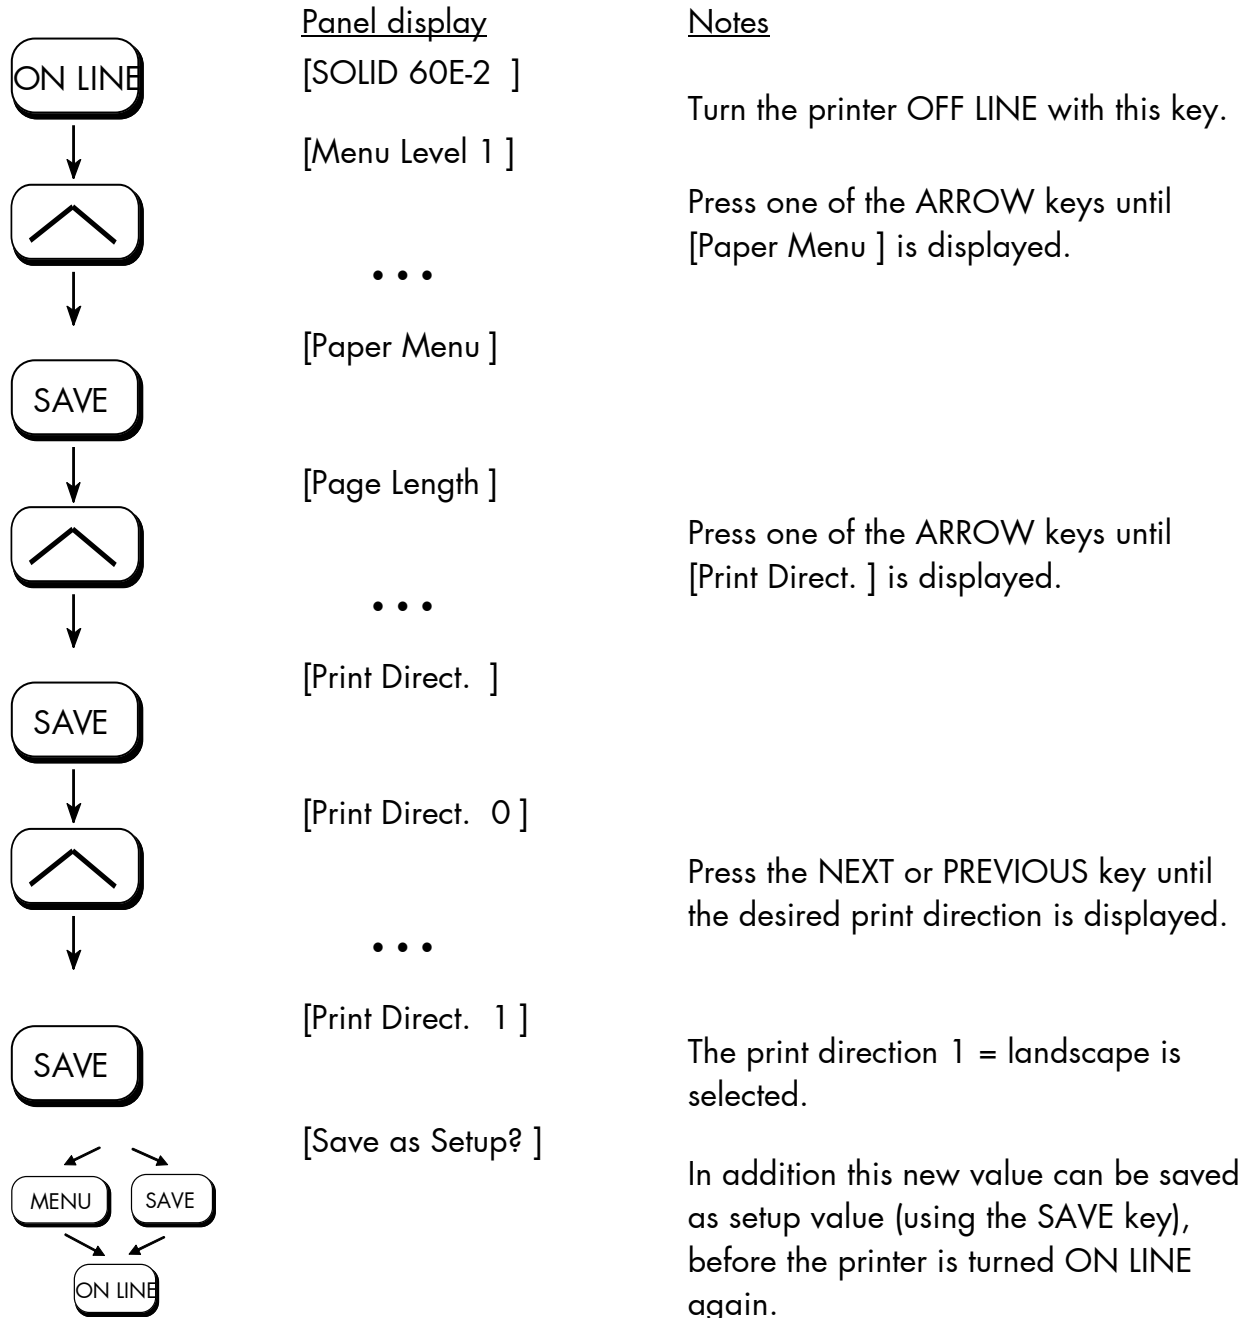 Panel display
Notes
ON LINE
[SOLID 60E-2 ]
Turn the printer OFF LINE with this key.
[Menu Level 1 ]
Press one of the ARROW keys until
[Paper Menu ] is displayed.
• • •
[Paper Menu ]
SAVE
[Page Length ]
Press one of the ARROW keys until
[Print Direct. ] is displayed.
• • •
[Print Direct. ]
SAVE
[Print Direct. 0 ]
Press the NEXT or PREVIOUS key until
the desired print direction is displayed.
• • •
[Print Direct. 1 ]
SAVE
The print direction 1 = landscape is
selected.
[Save as Setup? ]
MENU
SAVE
In addition this new value can be saved
as setup value (using the SAVE key),
before the printer is turned ON LINE
again.
ON LINE